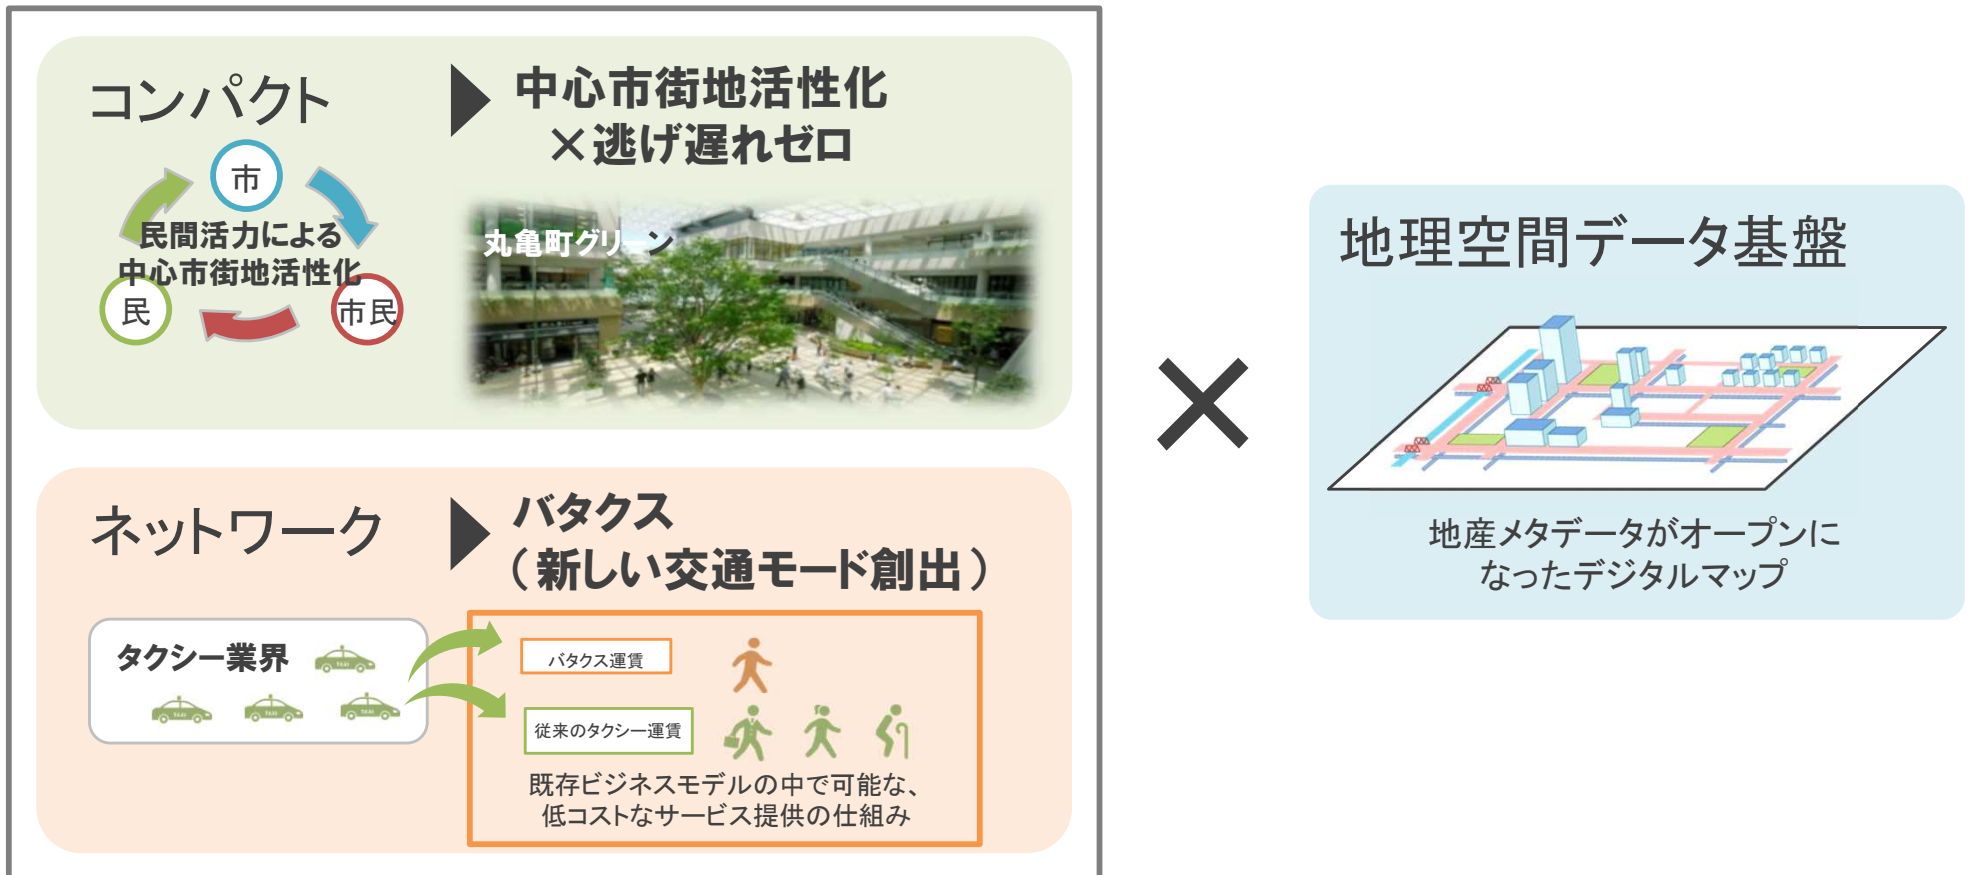 コンパクト
中心市街地活性化
×逃げ遅れゼロ
市
民間活力による
中心市街地活性化
民
市民
丸亀町グリーン
ネットワーク
バタクス
（新しい交通モード創出）
タクシー業界
TAXI
TAXI
TAXI
TAXI
バタクス運賃
従来のタクシー運賃
既存ビジネスモデルの中で可能な、
低コストなサービス提供の仕組み
×
地理空間データ基盤
地産メタデータがオープンに
なったデジタルマップ